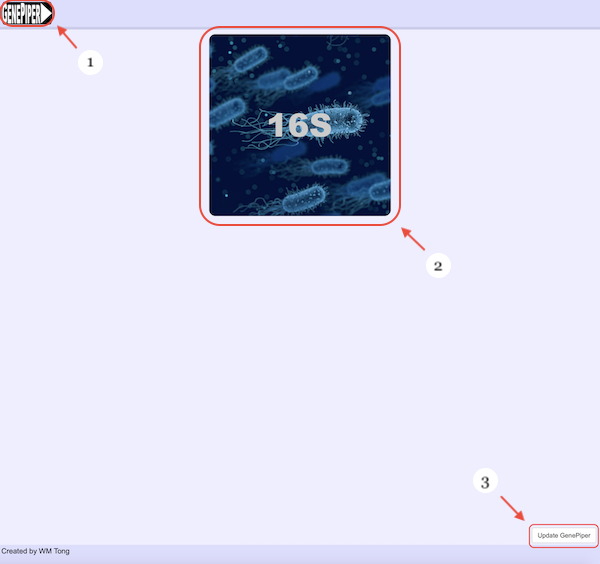 GENEPIPER
1
16S
2
3
Update GenePiper
Created by WM Tong